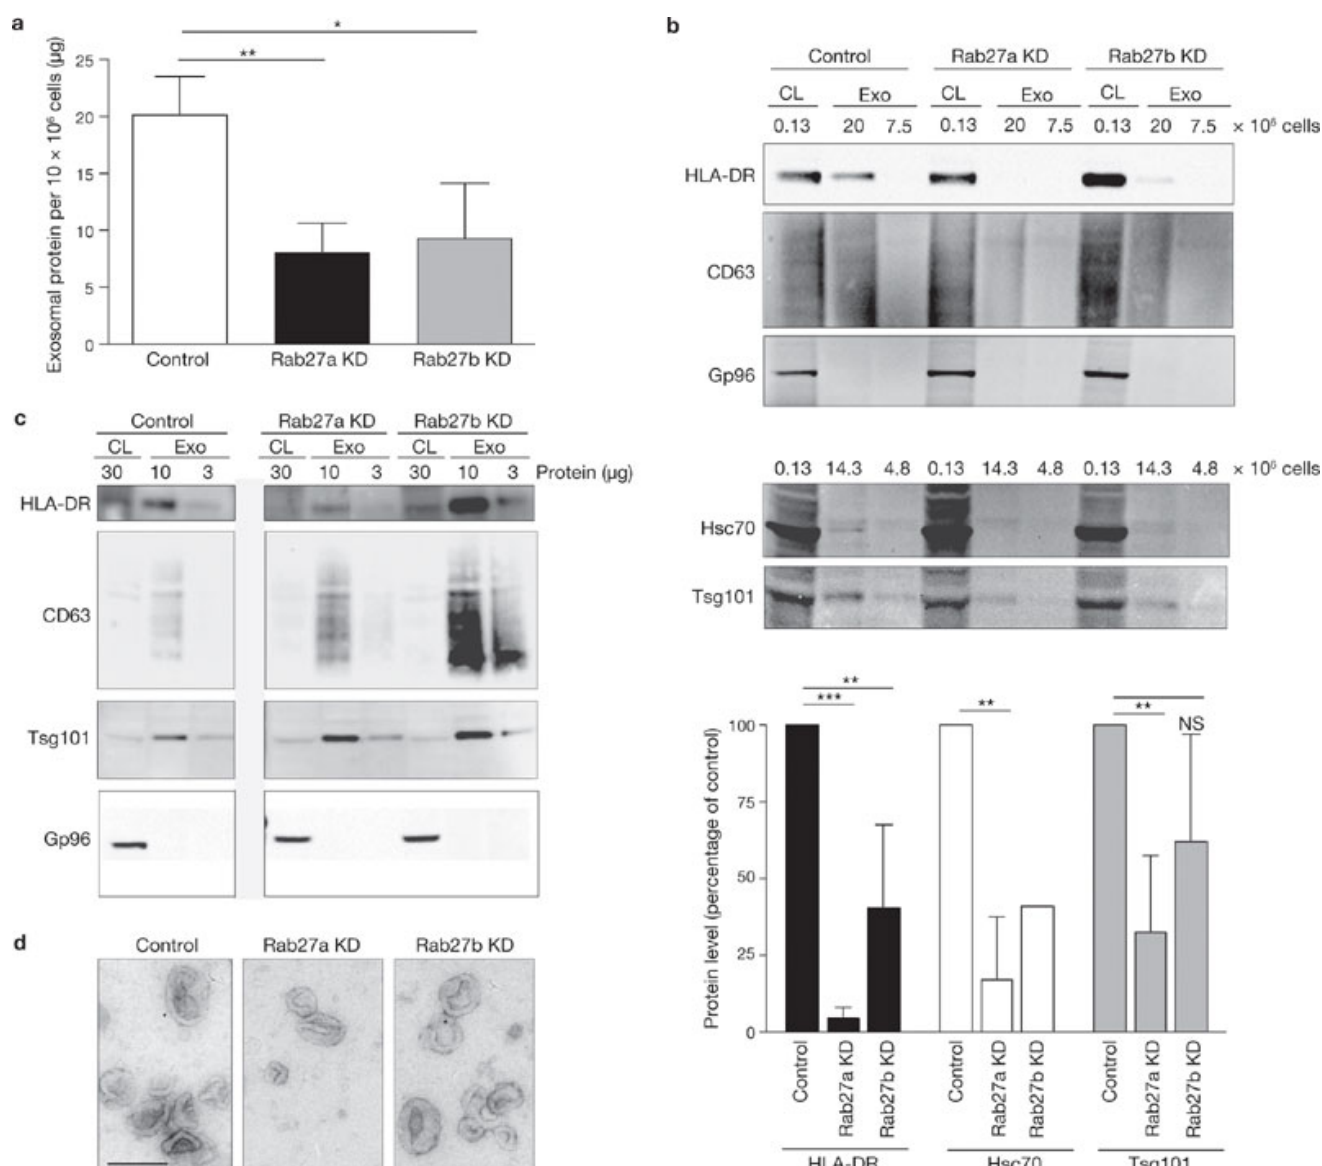 a
Exosomal protein per 10 × 10⁶ cells (µg)
*
**
25
20
15
10
5
0
Control
Rab27a KD
Rab27b KD
b
Control Rab27a KD Rab27b KD
CL Exo CL Exo CL Exo
0.13 20 7.5 0.13 20 7.5 0.13 20 7.5 × 10⁶ cells
HLA-DR
CD63
Gp96
0.13 14.3 4.8 0.13 14.3 4.8 0.13 14.3 4.8 × 10⁶ cells
Hsc70
Tsg101
Protein level (percentage of control)
** ** 
*** ** NS
100
75
50
25
0
Control Rab27a KD Rab27b KD Control Rab27a KD Rab27b KD Control Rab27a KD Rab27b KD
HLA-DR Hsc70 Tsg101
c
Control Rab27a KD Rab27b KD
CL Exo CL Exo CL Exo
30 10 3 30 10 3 30 10 3 Protein (µg)
HLA-DR
CD63
Tsg101
Gp96
d
Control Rab27a KD Rab27b KD